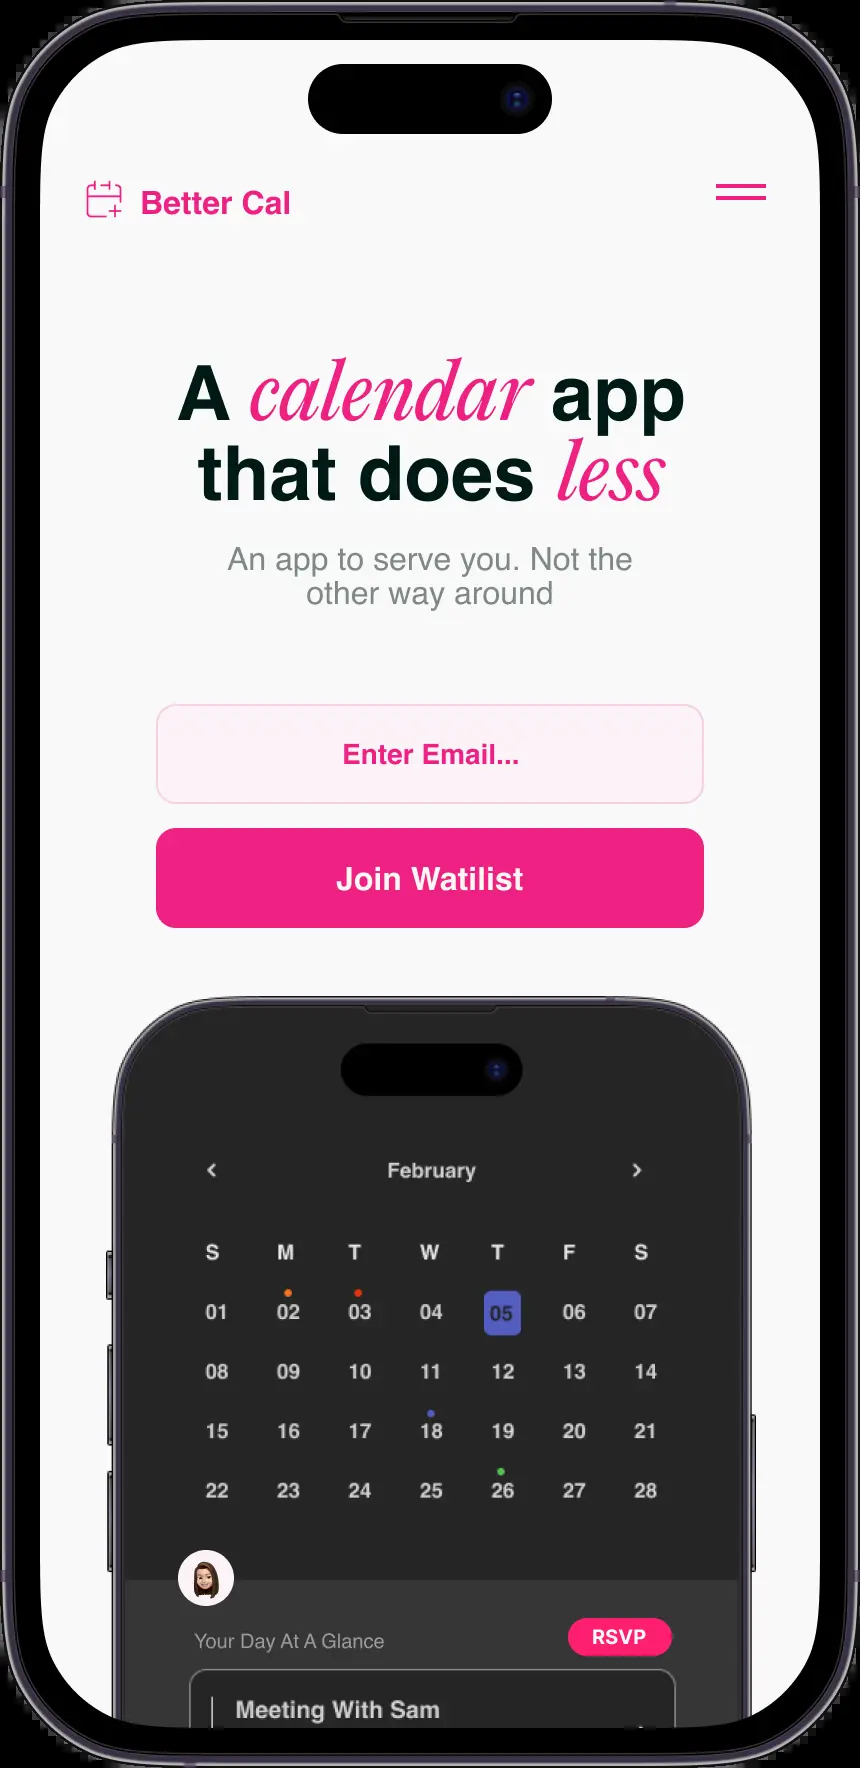 Better Cal
A calendar app
that does less
An app to serve you. Not the
other way around
Enter Email...
Join Watilist
February
S M T W T F S
01 02 03 04 05 06 07
08 09 10 11 12 13 14
15 16 17 18 19 20 21
22 23 24 25 26 27 28
Your Day At A Glance
RSVP
Meeting With Sam